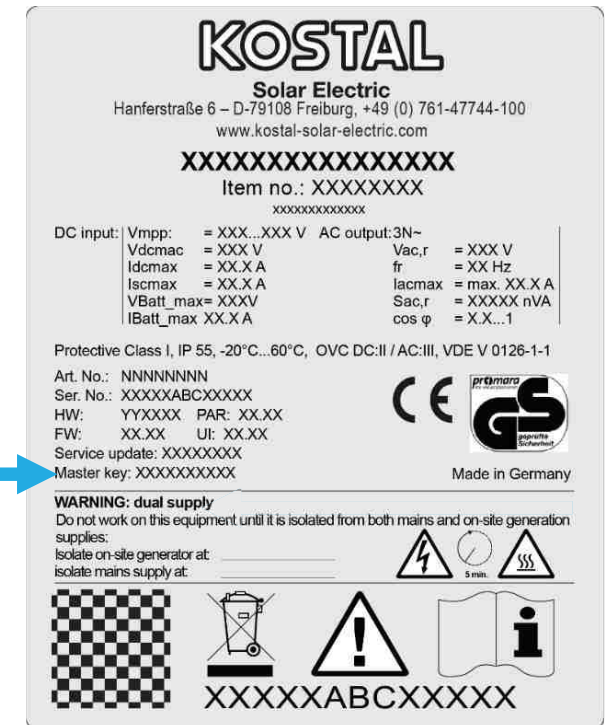 KOSTAL
Solar Electric
Hanferstraße 6 – D-79108 Freiburg, +49 (0) 761-47744-100
www.kostal-solar-electric.com
XXXXXXXXXXXXXXXX
Item no.: XXXXXXXX
XXXXXXXXXXXXX
DC input: Vmpp: = XXX...XXX V AC output: 3N~
Vdcmac = XXX V Vac,r = XXX V
Idcmax = XX.X A fr = XX Hz
Iscmax = XX.X A Iacmax = max. XX.X A
VBatt_max= XXXV Sac,r = XXXXX nVA
IBatt_max XX.X A cos φ = X.X...1
Protective Class I, IP 55, -20°C...60°C, OVC DC:II / AC:III, VDE V 0126-1-1
Art. No.: NNNNNNNN
Ser. No.: XXXXXABCXXXXX
HW: YYXXXX PAR: XX.XX
FW: XX.XX UI: XX.XX
Service update: XXXXXXXX
Master key: XXXXXXXXXX
CE
GS
geprüfte
Sicherheit
Made in Germany
WARNING: dual supply
Do not work on this equipment until it is isolated from both mains and on-site generation
supplies:
Isolate on-site generator at:
isolate mains supply at:
5 min.
XXXXXABCXXXXX